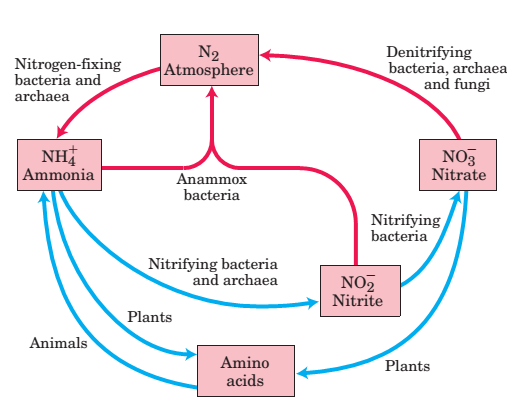 N₂
Atmosphere
Nitrogen-fixing
bacteria and
archaea
Denitrifying
bacteria, archaea
and fungi
NH₄⁺
Ammonia
NO₃⁻
Nitrate
Anammox
bacteria
Nitrifying
bacteria
Nitrifying bacteria
and archaea
NO₂⁻
Nitrite
Plants
Animals
Amino
acids
Plants